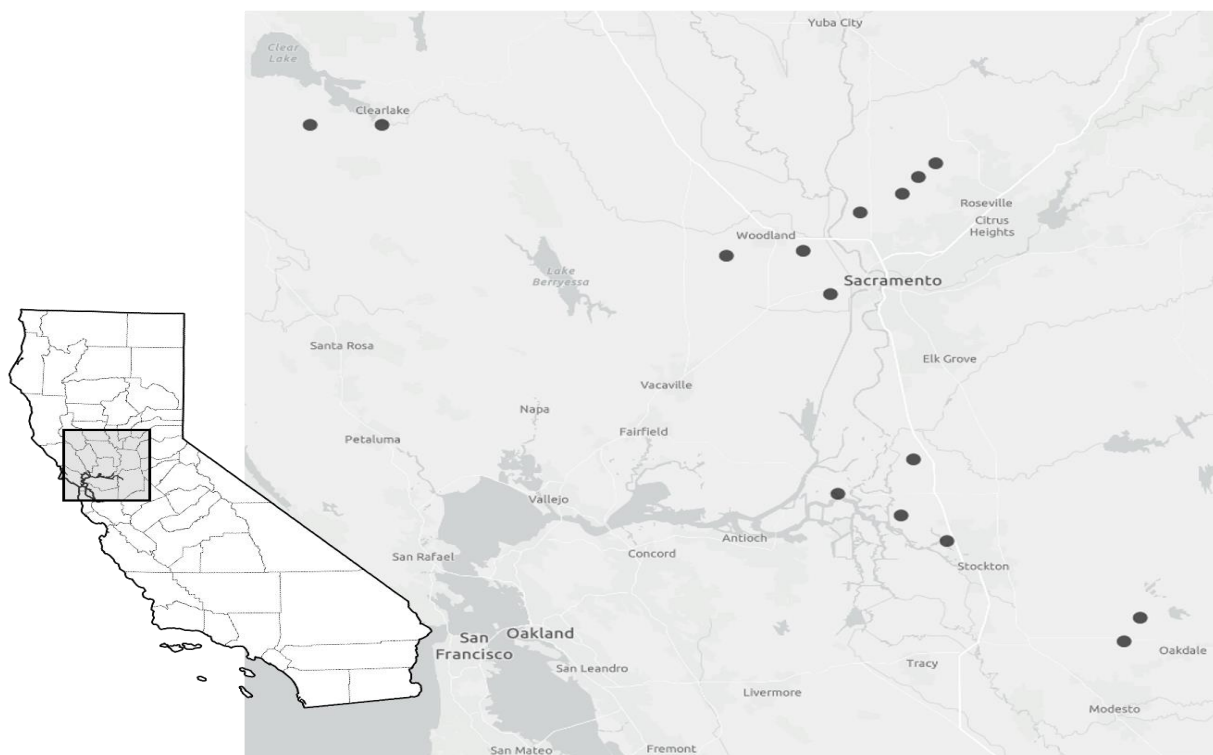 Yuba City
Clear
Lake
Clearlake
Roseville
Citrus
Heights
Woodland
Lake
Berryessa
Sacramento
Santa Rosa
Elk Grove
Vacaville
Napa
Fairfield
Petaluma
Vallejo
Antioch
San Rafael
Concord
Stockton
San
Francisco
Oakland
San Leandro
Tracy
Oakdale
Livermore
Modesto
San Mateo
Fremont